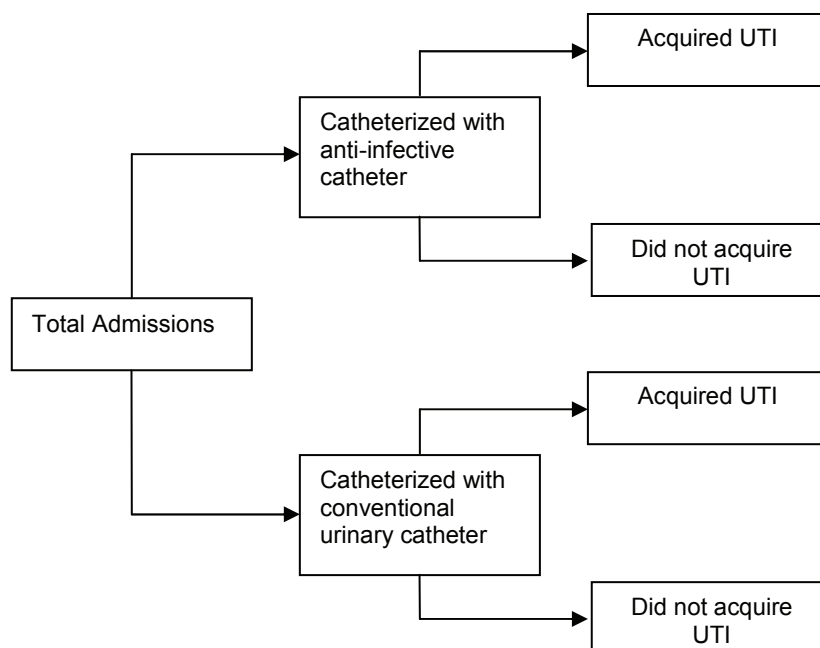 Acquired UTI
Catheterized with
anti-infective
catheter
Did not acquire
UTI
Total Admissions
Acquired UTI
Catheterized with
conventional
urinary catheter
Did not acquire
UTI